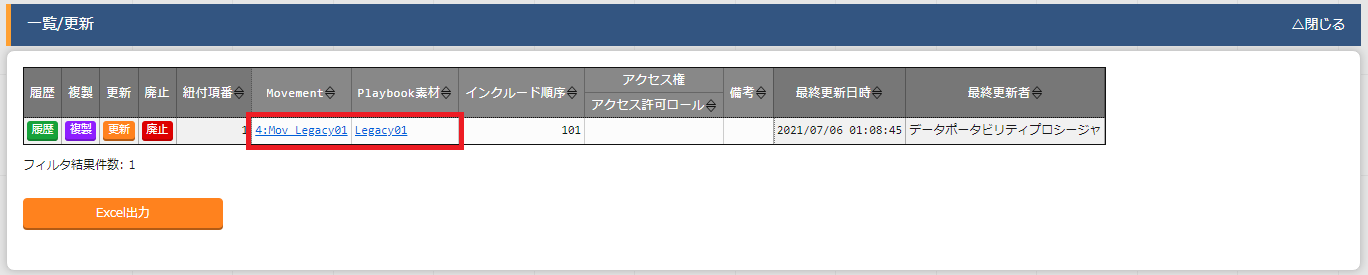 一覧/更新 △閉じる
履歴 複製 更新 廃止 紐付項番 Movement Playbook素材 インクルード順序 アクセス権 備考 最終更新日時 最終更新者
アクセス許可ロール
履歴 複製 更新 廃止 1 4:Mov_Legacy01 Legacy01 101 2021/07/06 01:08:45 データポータビリティプロシージャ
フィルタ結果件数: 1
Excel出力